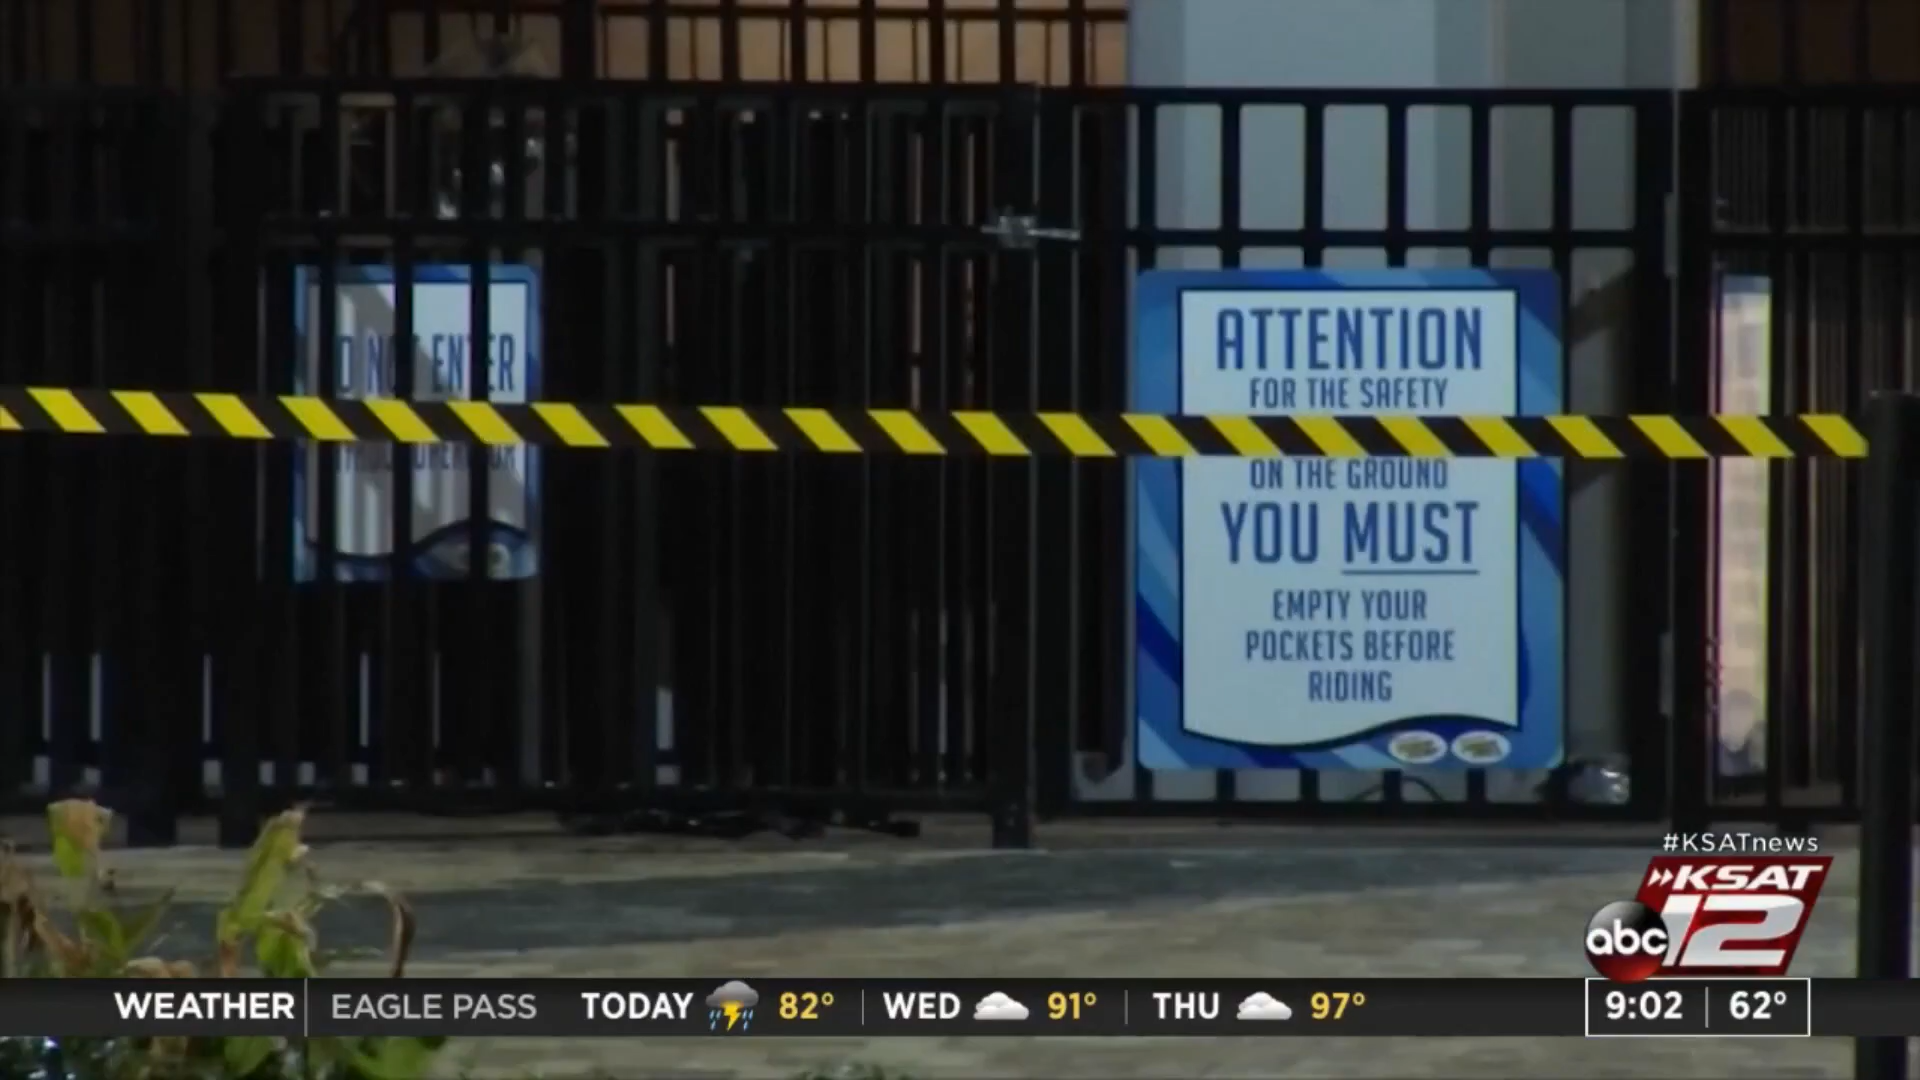 D N T ENTER
ATTENTION
FOR THE SAFETY
ON THE GROUND
YOU MUST
EMPTY YOUR
POCKETS BEFORE
RIDING
#KSATnews
KSAT
abc 12
WEATHER EAGLE PASS TODAY 82° WED 91° THU 97° 9:02 62°